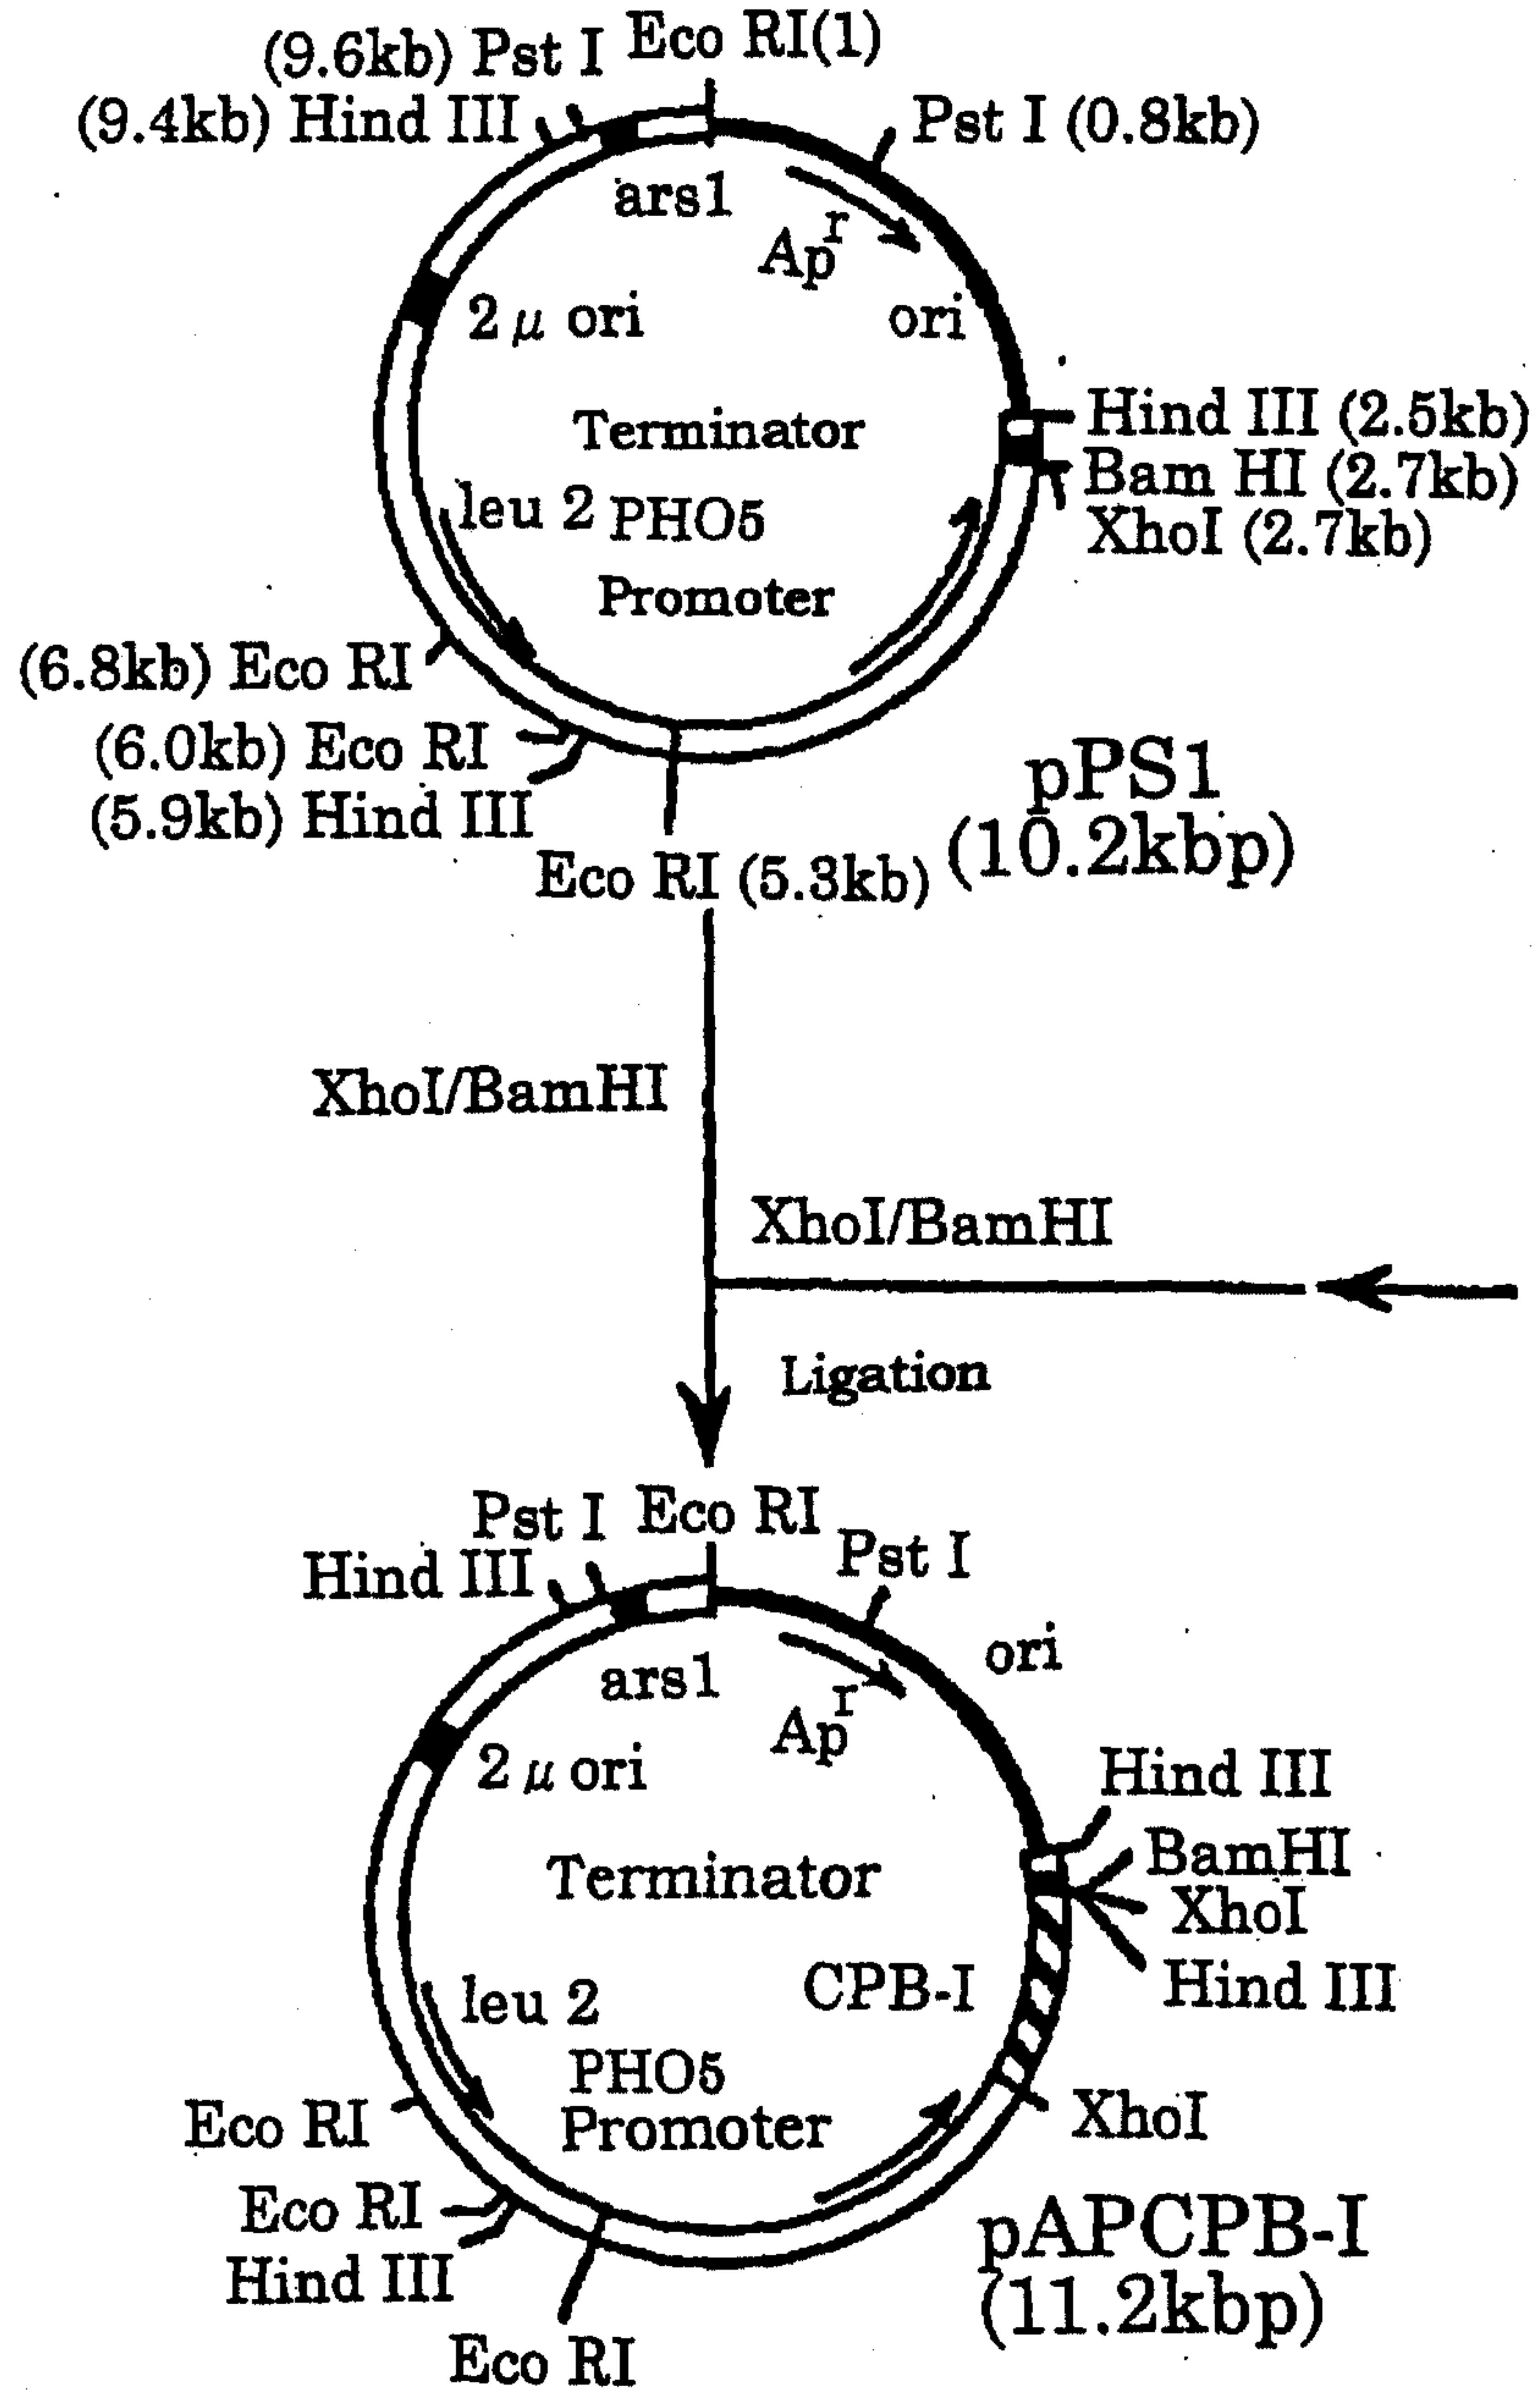 (9.6kb) Pst I Eco RI(1)
(9.4kb) Hind III
Pst I (0.8kb)
ars1
Apr
2μ ori
ori
Terminator
Hind III (2.5kb)
Bam HI (2.7kb)
XhoI (2.7kb)
leu 2 PHO5
Promoter
(6.8kb) Eco RI
(6.0kb) Eco RI
(5.9kb) Hind III
Eco RI (5.3kb)
pPS1
(10.2kbp)
XhoI/BamHI
XhoI/BamHI
Ligation
Pst I Eco RI
Pst I
Hind III
ori
ars1
Apr
2μ ori
Hind III
BamHI
XhoI
Hind III
Terminator
CPB-I
leu 2
PHO5
Promoter
XhoI
Eco RI
Eco RI
Hind III
Eco RI
pAPCPB-I
(11.2kbp)